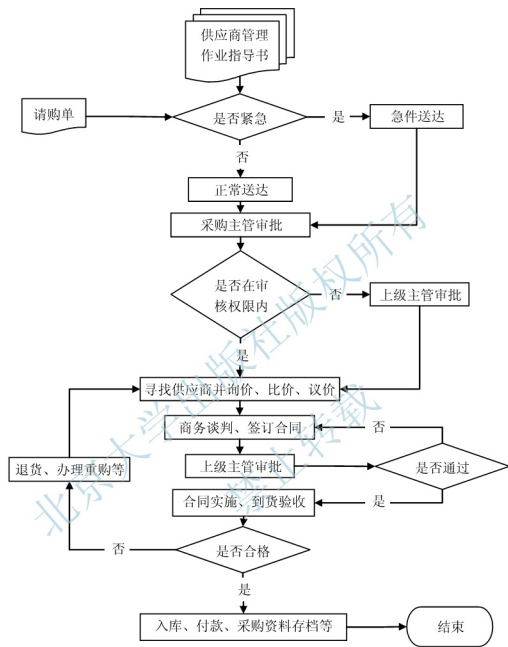 供应商管理
作业指导书
请购单
是否紧急
是
急件送达
否
正常送达
采购主管审批
是否在审
核权限内
否
上级主管审批
是
寻找供应商并询价、比价、议价
商务谈判、签订合同
否
退货、办理重购等
上级主管审批
是否通过
合同实施、到货验收
是
否
是否合格
是
入库、付款、采购资料存档等
结束
北京大学出版社版权所有
禁止转载